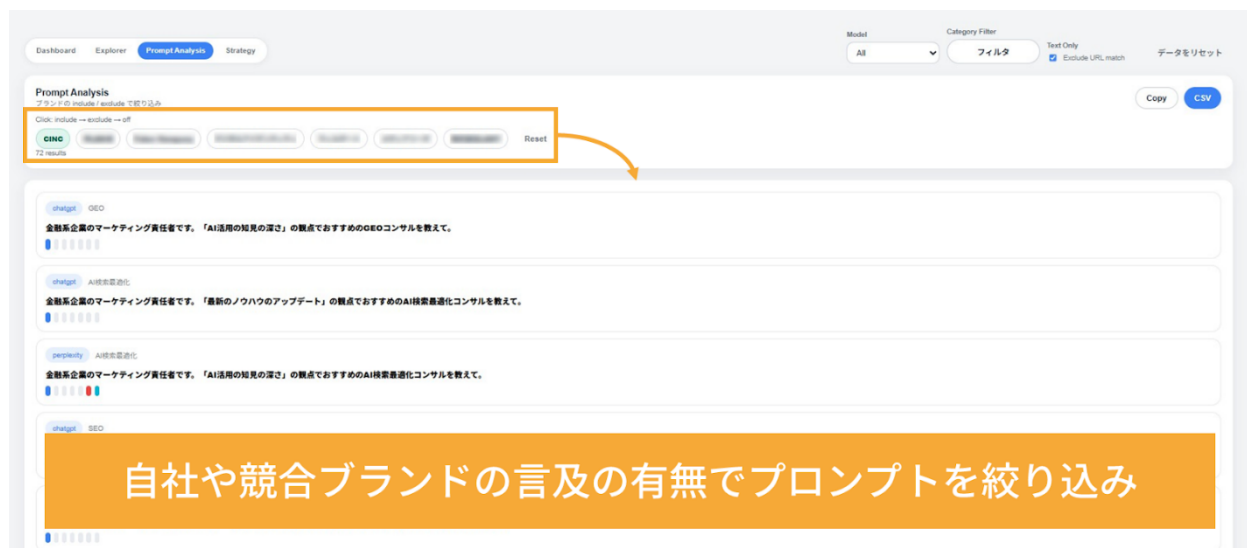 Dashboard Explorer Prompt Analysis Strategy
Model
All
Category Filter
フィルタ
Text Only
Exclude URL match
データをリセット
Prompt Analysis
ブランドの include / exclude で絞り込み
Copy CSV
Click: include → exclude → off
CINC
Reset
72 results
chatgpt GEO
金融系企業のマーケティング責任者です。「AI活用の知見の深さ」の観点でおすすめのGEOコンサルを教えて。
chatgpt AI検索最適化
金融系企業のマーケティング責任者です。「最新のノウハウのアップデート」の観点でおすすめのAI検索最適化コンサルを教えて。
perplexity AI検索最適化
金融系企業のマーケティング責任者です。「AI活用の知見の深さ」の観点でおすすめのAI検索最適化コンサルを教えて。
chatgpt SEO
自社や競合ブランドの言及の有無でプロンプトを絞り込み